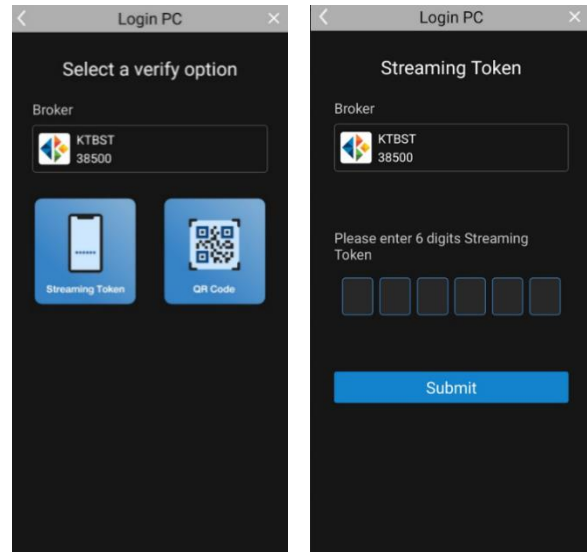 Login PC
Select a verify option
Broker
KTBST
38500
Streaming Token
QR Code
Login PC
Streaming Token
Broker
KTBST
38500
Please enter 6 digits Streaming
Token
Submit